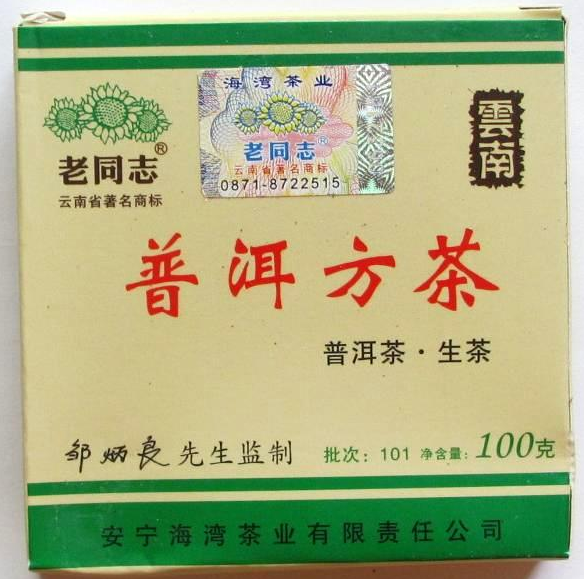 海湾茶业
老同志®
云南省著名商标
0871-8722515
老同志®
云南省著名商标
雲南
普洱方茶
普洱茶·生茶
邹炳良先生监制
批次：101 净含量：100克
安宁海湾茶业有限责任公司